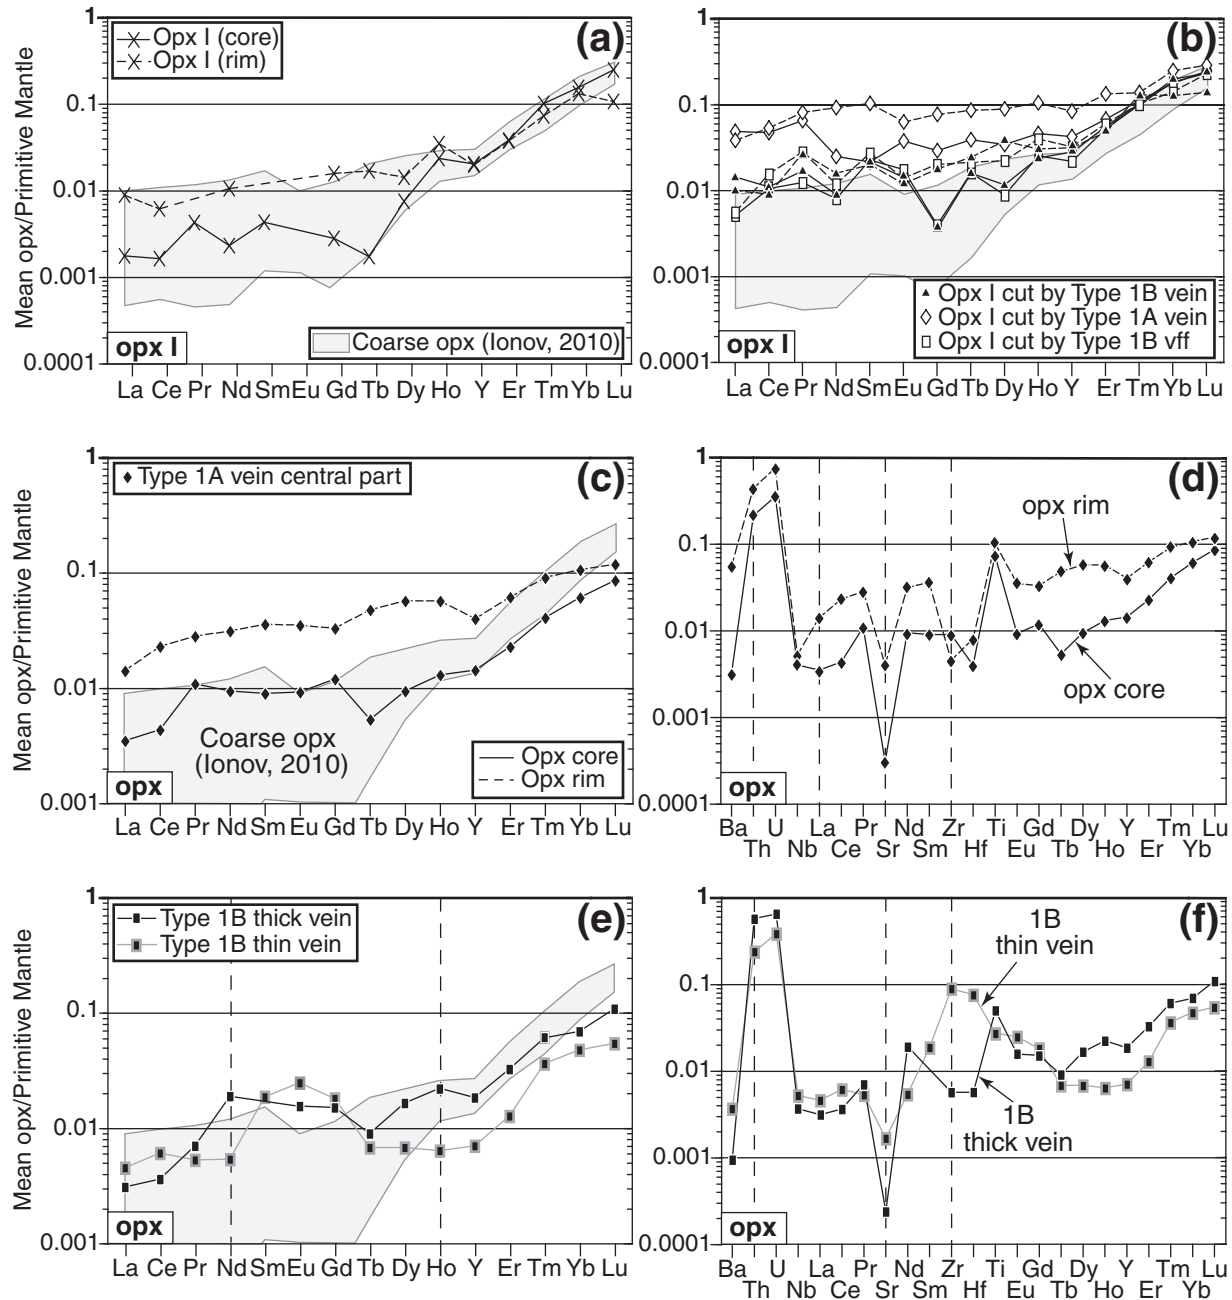 Mean opx/Primitive Mantle
1
0.1
0.01
0.001
0.0001
Opx I (core)
Opx I (rim)
(a)
opx I
Coarse opx (Ionov, 2010)
La Ce Pr Nd Sm Eu Gd Tb Dy Ho Y Er Tm Yb Lu
1
0.1
0.01
0.001
0.0001
(b)
Opx I cut by Type 1B vein
Opx I cut by Type 1A vein
Opx I cut by Type 1B vff
opx I
La Ce Pr Nd Sm Eu Gd Tb Dy Ho Y Er Tm Yb Lu
Mean opx/Primitive Mantle
1
0.1
0.01
0.001
Type 1A vein central part
(c)
Coarse opx
(Ionov, 2010)
Opx core
Opx rim
opx
La Ce Pr Nd Sm Eu Gd Tb Dy Ho Y Er Tm Yb Lu
1
0.1
0.01
0.001
0.0001
(d)
opx rim
opx core
opx
Ba U La Pr Nd Zr Ti Gd Dy Y Tm Lu
Th Nb Ce Sr Sm Hf Eu Tb Ho Er Yb
Mean opx/Primitive Mantle
1
0.1
0.01
0.001
Type 1B thick vein
Type 1B thin vein
(e)
opx
La Ce Pr Nd Sm Eu Gd Tb Dy Ho Y Er Tm Yb Lu
1
0.1
0.01
0.001
0.0001
(f)
1B
thin vein
1B
thick vein
opx
Ba U La Pr Nd Zr Ti Gd Dy Y Tm Lu
Th Nb Ce Sr Sm Hf Eu Tb Ho Er Yb